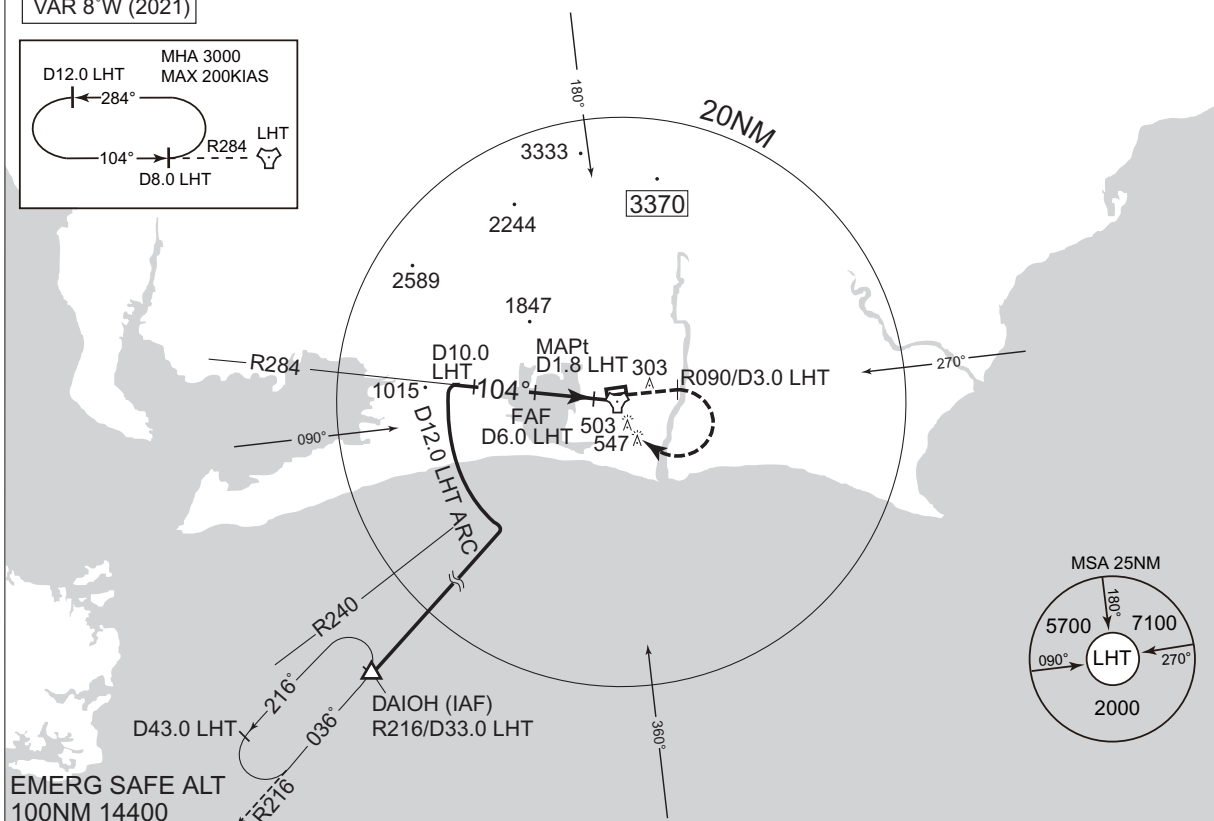 VAR 8°W (2021)
MHA 3000
MAX 200KIAS
D12.0 LHT
284°
104°
R284
LHT
D8.0 LHT
180°
20NM
3333
3370
2244
2589
1847
R284
D10.0
LHT
MAPt
D1.8 LHT
303
R090/D3.0 LHT
270°
1015
104°
FAF
D6.0 LHT
503
547
090°
D12.0 LHT ARC
R240
216°
036°
DAIOH (IAF)
R216/D33.0 LHT
D43.0 LHT
R216
360°
EMERG SAFE ALT
100NM 14400
MSA 25NM
180°
5700
7100
090°
LHT
270°
2000